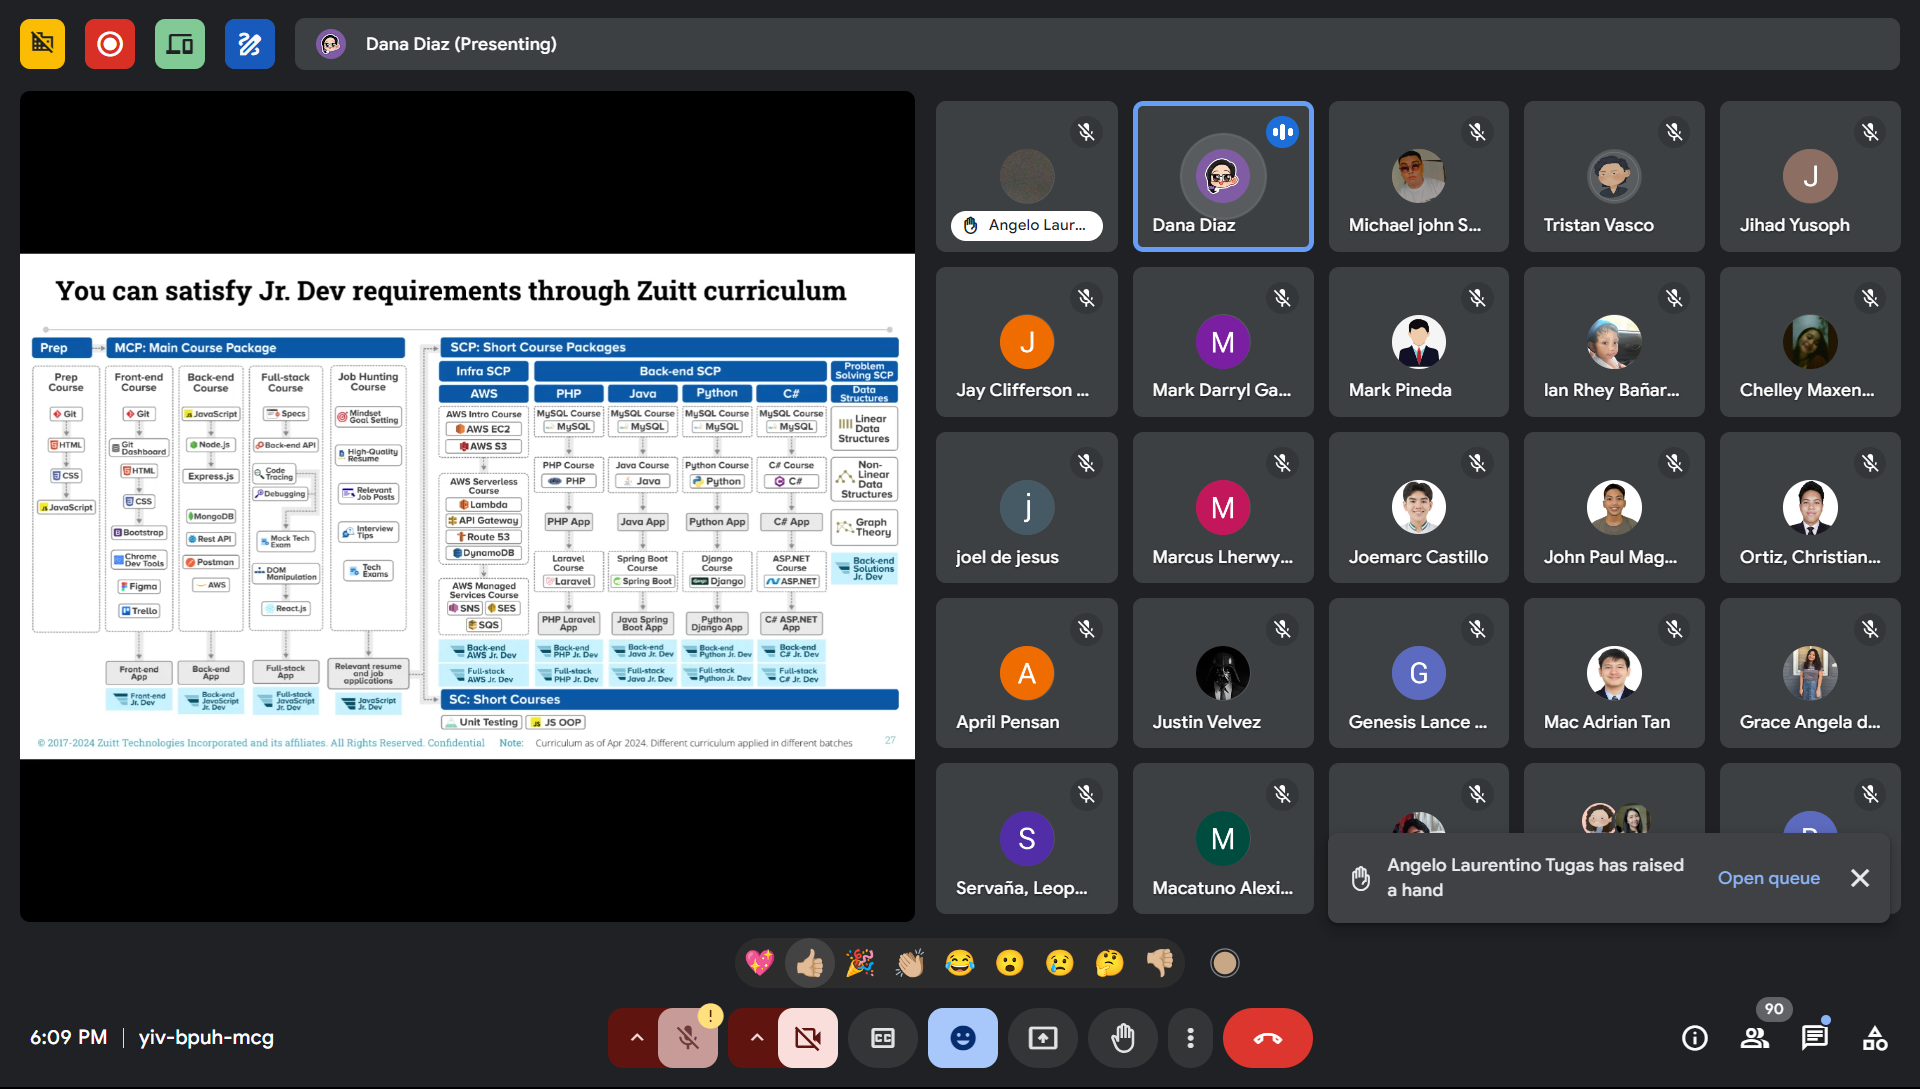 Dana Diaz (Presenting)
You can satisfy Jr. Dev requirements through Zuitt curriculum
Prep
MCP: Main Course Package
Prep Course
Git
HTML
CSS
JavaScript
Front-end Course
Git
Git Dashboard
HTML
CSS
Bootstrap
Chrome Dev Tools
Figma
Trello
Front-end App
Front-end Jr. Dev
Back-end Course
JavaScript
Node.js
Express.js
MongoDB
Rest API
Postman
AWS
Back-end App
Back-end Jr. Dev
Full-stack Course
Specs
Back-end API
Code Tracing
Debugging
Mock Tech Exam
DOM Manipulation
React.js
Full-stack App
Full-stack Jr. Dev
Job Hunting Course
Mindset Goal Setting
High-Quality Resume
Relevant Job Posts
Interview Tips
Tech Exams
Relevant resume and job applications
JavaScript Jr. Dev
SCP: Short Course Packages
Infra SCP
Back-end SCP
Problem Solving SCP
AWS
PHP
Java
Python
C#
Data Structures
AWS Intro Course
AWS EC2
AWS S3
AWS Serverless Course
Lambda
API Gateway
Route 53
DynamoDB
AWS Managed Services Course
SNS
SES
SQS
Back-end AWS Jr. Dev
Full-stack AWS Jr. Dev
MySQL Course
MySQL
PHP Course
PHP
PHP App
Laravel Course
Laravel
PHP Laravel App
Back-end PHP Jr. Dev
Full-stack PHP Jr. Dev
MySQL Course
MySQL
Java Course
Java
Java App
Spring Boot Course
Spring Boot
Java Spring Boot App
Back-end Java Jr. Dev
Full-stack Java Jr. Dev
MySQL Course
MySQL
Python Course
Python
Python App
Django Course
Django
Python Django App
Back-end Python Jr. Dev
Full-stack Python Jr. Dev
MySQL Course
MySQL
C# Course
C#
C# App
ASP.NET Course
ASP.NET
C# ASP.NET App
Back-end C# Jr. Dev
Full-stack C# Jr. Dev
Linear Data Structures
Non-Linear Data Structures
Graph Theory
Back-end Solutions Jr. Dev
SC: Short Courses
Unit Testing
JS OOP
© 2017-2024 Zuitt Technologies Incorporated and its affiliates. All Rights Reserved. Confidential
Note: Curriculum as of Apr 2024. Different curriculum applied in different batches
27
Angelo Laur...
Dana Diaz
Michael john S...
Tristan Vasco
J
Jihad Yusoph
J
Jay Clifferson ...
M
Mark Darryl Ga...
Mark Pineda
Ian Rhey Bañar...
Chelley Maxen...
j
joel de jesus
M
Marcus Lherwy...
Joemarc Castillo
John Paul Mag...
Ortiz, Christian...
A
April Pensan
Justin Velvez
G
Genesis Lance ...
Mac Adrian Tan
Grace Angela d...
S
Servaña, Leop...
M
Macatuno Alexi...
Angelo Laurentino Tugas has raised
a hand
Open queue
6:09 PM
yiv-bpuh-mcg
!
CC
90